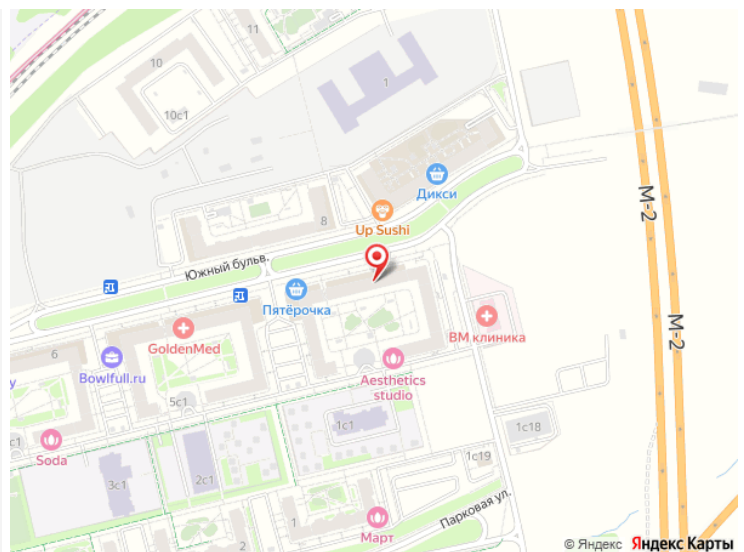 11
10
10с1
1
М-2
Дикси
8
Up Sushi
Южный бульв.
Пятёрочка
ВМ клиника
М-2
GoldenMed
6
Bowlfull.ru
у
Aesthetics
studio
5с1
1с1
1с18
с1
Soda
1с19
3с1
2с1
Парковая ул.
1
Март
2
© Яндекс Яндекс Карты